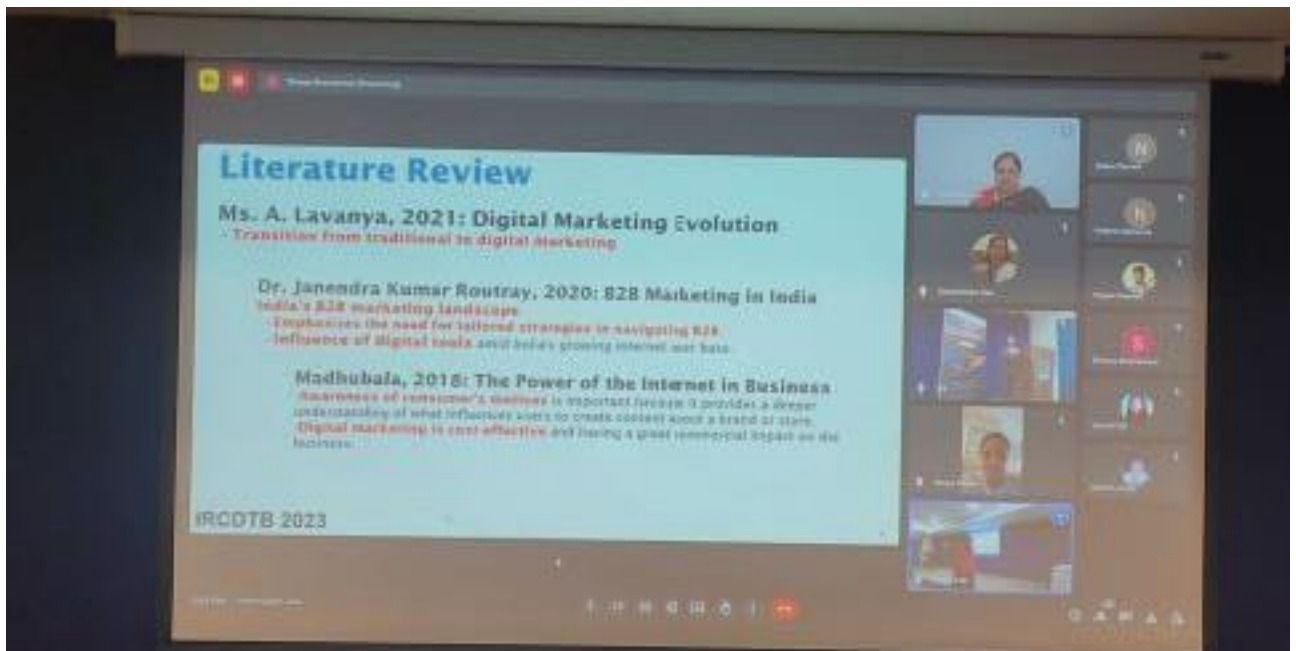 Literature Review
Ms. A. Lavanya, 2021: Digital Marketing Evolution
- Transition from traditional to digital marketing
Dr. Janendra Kumar Routray, 2020: B2B Marketing in India
India's B2B marketing landscape
- Emphasizes the need for tailored strategies in navigating B2B
- Influence of digital tools amid India's growing internet user base.
Madhubala, 2018: The Power of the Internet in Business
-Awareness of consumer's motives is important because it provides a deeper
understanding of what influences users to create content about a brand or store.
-Digital marketing is cost-effective and having a great commercial impact on the
business.
IRCDTB 2023
N
N
S